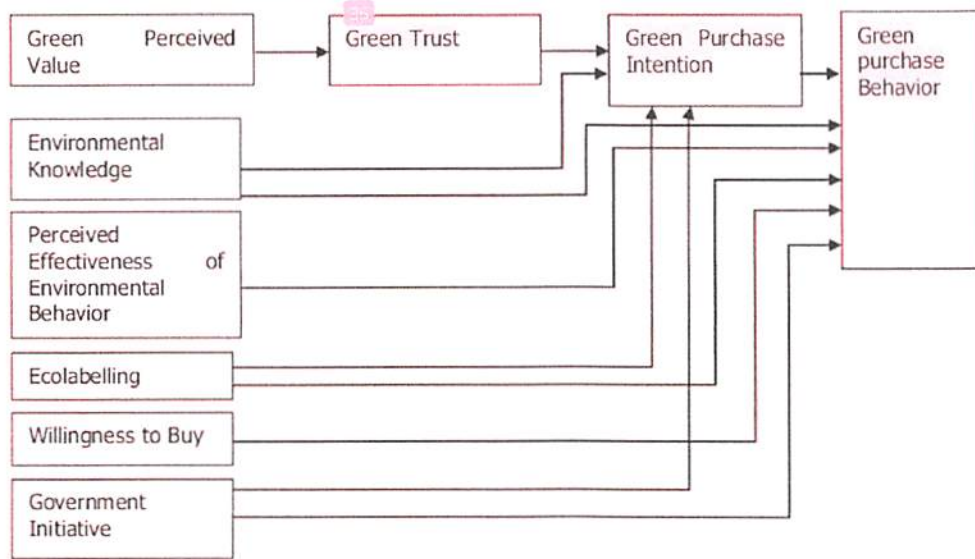 Green Perceived
Value
Green Trust
Green Purchase
Intention
Green
purchase
Behavior
Environmental
Knowledge
Perceived
Effectiveness of
Environmental
Behavior
Ecolabelling
Willingness to Buy
Government
Initiative